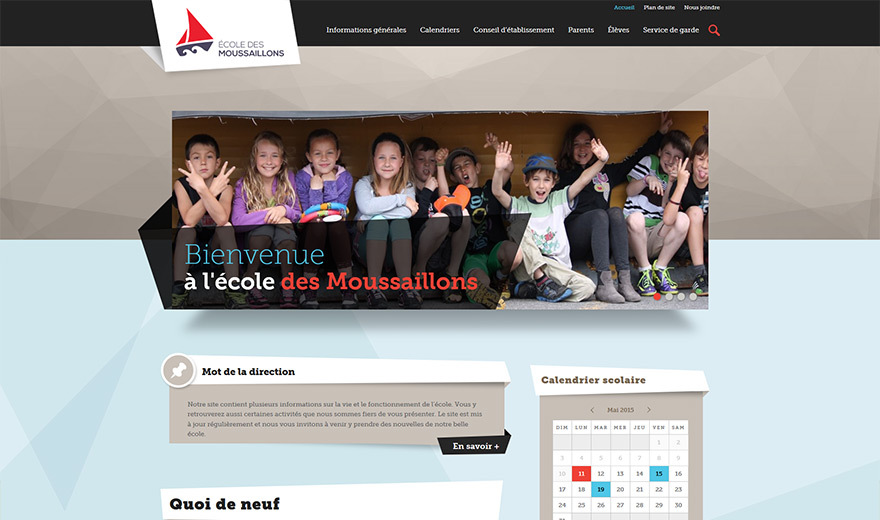 Accueil Plan de site Nous joindre
ÉCOLE DES
MOUSSAILLONS
Informations générales Calendriers Conseil d'établissement Parents Élèves Service de garde
Bienvenue
à l'école des Moussaillons
Mot de la direction
Notre site contient plusieurs informations sur la vie et le fonctionnement de l'école. Vous y
retrouverez aussi certaines activités que nous sommes fiers de vous présenter. Le site est mis
à jour régulièrement et nous vous invitons à venir y prendre des nouvelles de notre belle
école.
En savoir +
Quoi de neuf
Calendrier scolaire
Mai 2015
DIM LUN MAR MER JEU VEN SAM
1 2
3 4 5 6 7 8 9
10 11 12 13 14 15 16
17 18 19 20 21 22 23
24 25 26 27 28 29 30
31